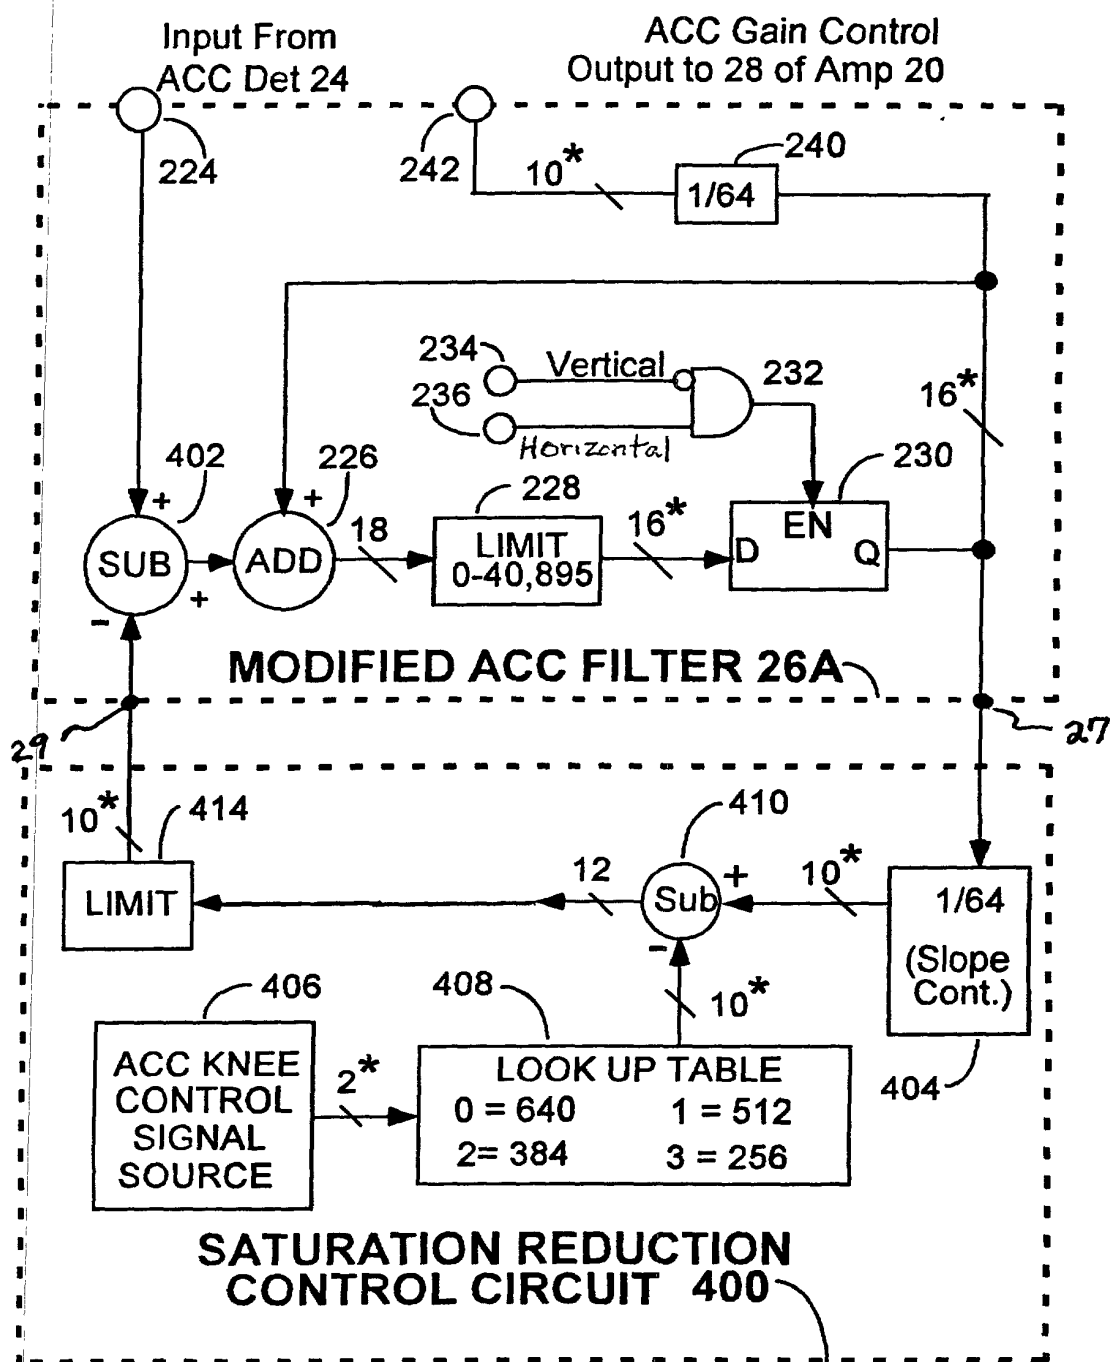 Input From
ACC Det 24
ACC Gain Control
Output to 28 of Amp 20
224
242
10*
240
1/64
234
Vertical
232
236
Horizontal
16*
402
+
226
+
228
230
SUB
+
-
ADD
18
LIMIT
0-40,895
16*
EN
D
Q
MODIFIED ACC FILTER 26A
29
27
10*
414
410
LIMIT
12
Sub
+
-
10*
1/64
(Slope
Cont.)
404
406
408
10*
ACC KNEE
CONTROL
SIGNAL
SOURCE
2*
LOOK UP TABLE
0 = 640
1 = 512
2= 384
3 = 256
SATURATION REDUCTION
CONTROL CIRCUIT 400